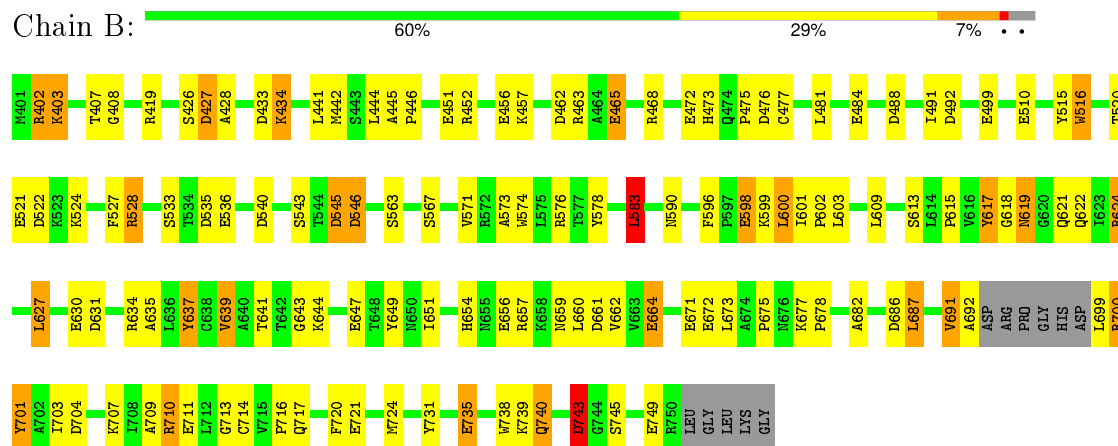 Chain B:
60% 29% 7% • •
M401 R402 K403 T407 G408 R419 S426 D427 A428 D433 K434 L441 M442 S443 L444 A445 P446 E451 R452 E456 K457 D462 R463 A464 E465 R468 E472 H473 Q474 P475 D476 C477 L481 E484 D488 I491 D492 E499 E510 Y515 W516 T520
E521 D522 K523 K524 F527 R528 S533 T534 D535 E536 D540 S543 T544 D545 D546 S563 S567 V571 R572 A573 W574 L575 R576 T577 Y578 L583 N590 F596 P597 E598 K599 L600 I601 P602 L603 L609 S613 L614 P615 V616 Y617 G618 N619 G620 Q621 Q622 I623
L627 E630 D631 R634 A635 L636 Y637 C638 V639 A640 T641 T642 G643 K644 E647 T648 Y649 N650 I651 H654 N655 E656 R657 K658 N659 L660 D661 V662 V663 E664 E671 E672 L673 A674 P675 N676 K677 P678 A682 D686 L687 V691 A692 ASP ARG PRO GLY HIS ASP L699
Y701 A702 I703 D704 K707 I708 A709 R710 E711 L712 G713 C714 V715 P716 Q717 F720 E721 M724 Y731 E735 W738 K739 Q740 D743 G744 S745 E749 R750 LEU GLY LEU LYS GLY